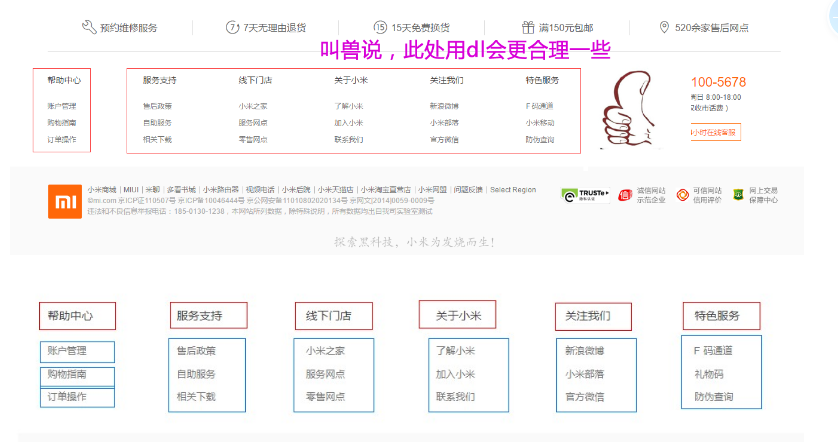 预约维修服务 7天无理由退货 15天免费换货 满150元包邮 520余家售后网点
叫兽说，此处用dl会更合理一些
帮助中心 服务支持 线下门店 关于小米 关注我们 特色服务
100-5678
账户管理 售后政策 小米之家 了解小米 新浪微博 F码通道
周日 8:00-18:00
购物指南 自助服务 服务网点 加入小米 小米部落 小米移动
仅收市话费）
订单操作 相关下载 零售网点 联系我们 官方微信 防伪查询
小时在线客服
mi
小米商城|MIUI|米聊|多看书城|小米路由器|视频电话|小米后院|小米天猫店|小米淘宝直营店|小米网盟|问题反馈|Select Region
©mi.com 京ICP证110507号 京ICP备10046444号 京公网安备11010802020134号 京网文[2014]0059-0009号
违法和不良信息举报电话：185-0130-1238，本网站所列数据，除特殊说明，所有数据均出自我司实验室测试
TRUSTe
诚信网站
示范企业
可信网站
信用评价
网上交易
保障中心
探索黑科技，小米为发烧而生！
帮助中心 服务支持 线下门店 关于小米 关注我们 特色服务
账户管理 售后政策 小米之家 了解小米 新浪微博 F 码通道
购物指南 自助服务 服务网点 加入小米 小米部落 礼物码
订单操作 相关下载 零售网点 联系我们 官方微信 防伪查询